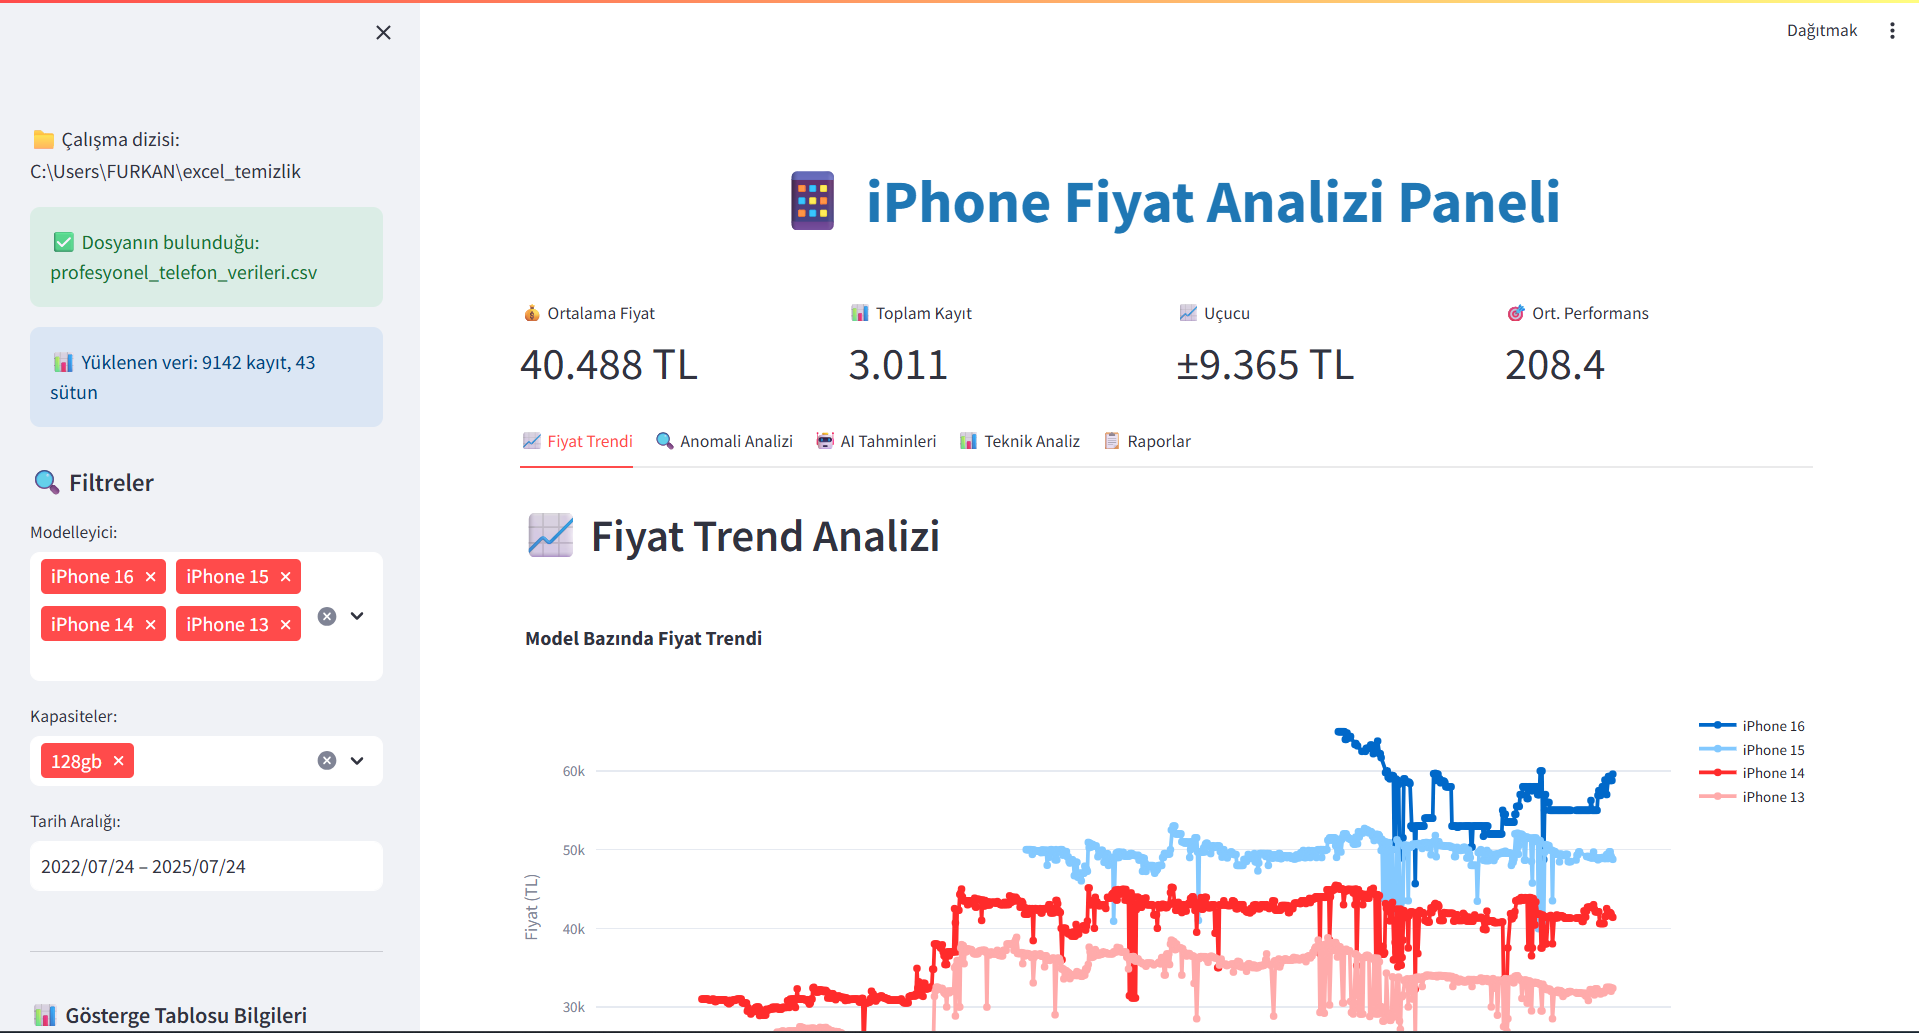 Dağıtmak
Çalışma dizisi:
C:\Users\FURKAN\excel_temizlik
Dosyanın bulunduğu:
profesyonel_telefon_verileri.csv
Yüklenen veri: 9142 kayıt, 43
sütun
Filtreler
Modelleyici:
iPhone 16 × iPhone 15 ×
iPhone 14 × iPhone 13 ×
Kapasiteler:
128gb ×
Tarih Aralığı:
2022/07/24 – 2025/07/24
Gösterge Tablosu Bilgileri
iPhone Fiyat Analizi Paneli
Ortalama Fiyat
40.488 TL
Toplam Kayıt
3.011
Uçucu
±9.365 TL
Ort. Performans
208.4
Fiyat Trendi Anomali Analizi AI Tahminleri Teknik Analiz Raporlar
Fiyat Trend Analizi
Model Bazında Fiyat Trendi
iPhone 16
iPhone 15
iPhone 14
iPhone 13
Fiyat (TL)
60k
50k
40k
30k